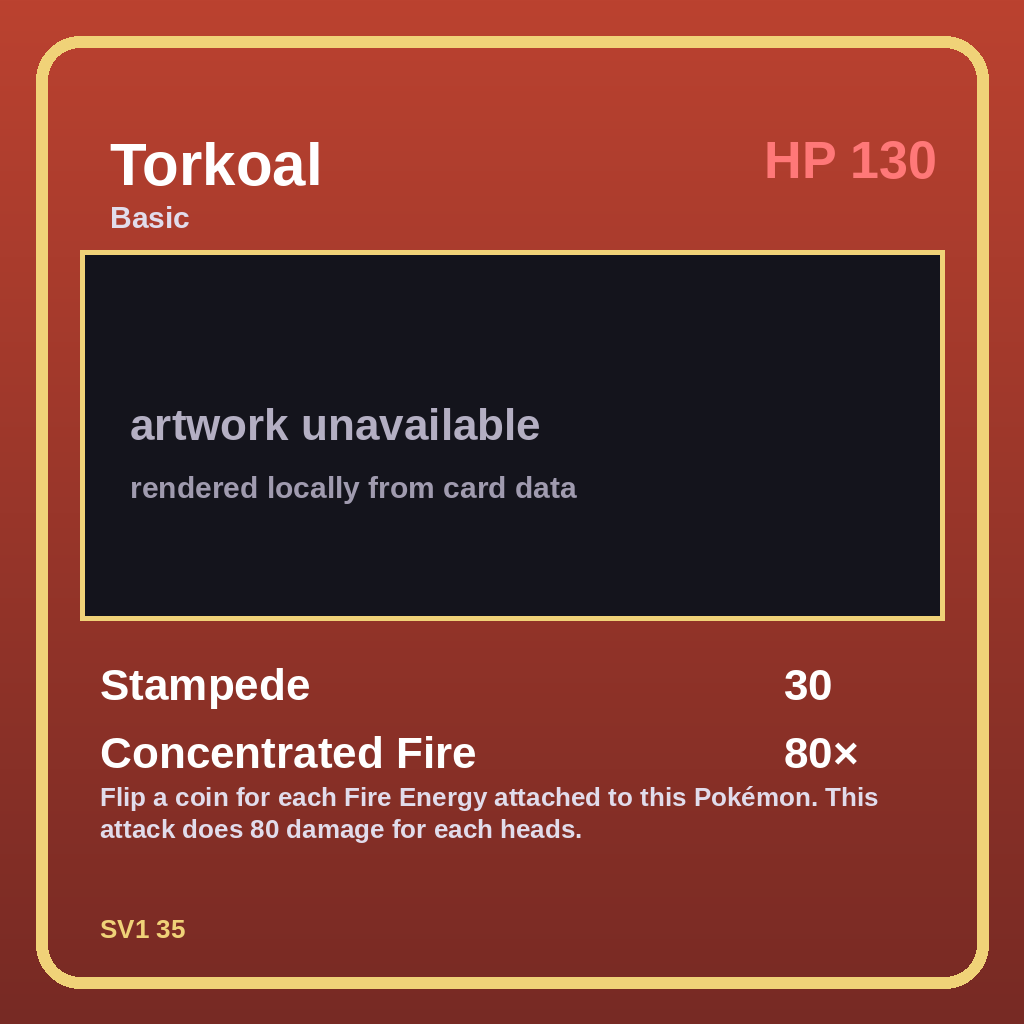 Torkoal
HP 130
Basic
artwork unavailable
rendered locally from card data
Stampede 30
Concentrated Fire 80×
Flip a coin for each Fire Energy attached to this Pokémon. This
attack does 80 damage for each heads.
SV1 35